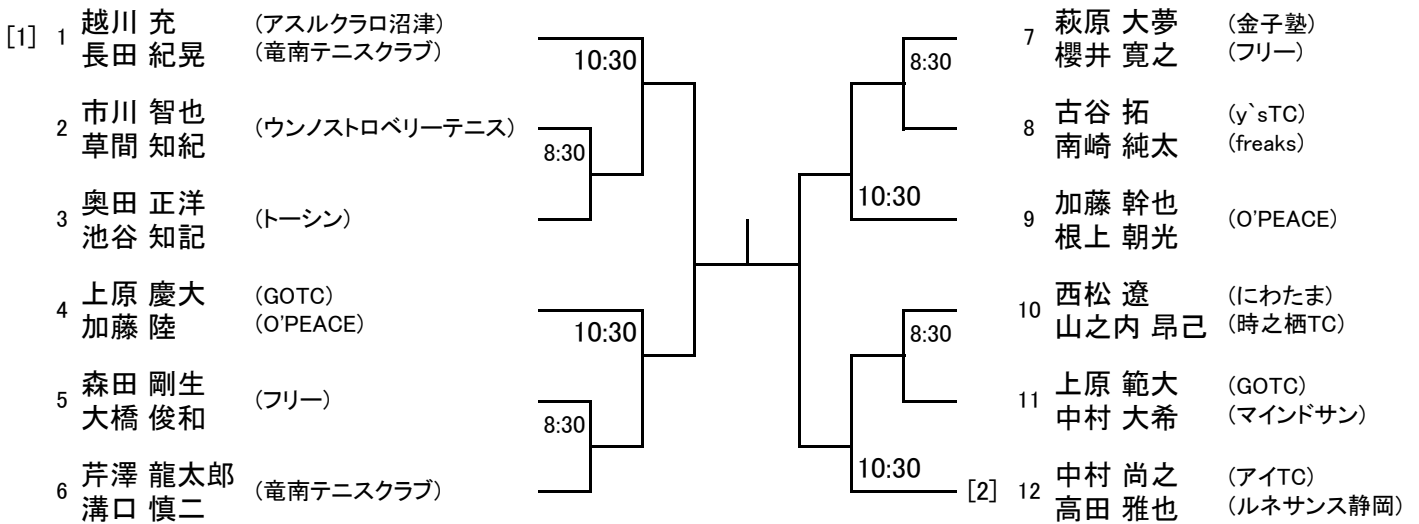 [1] 1 越川 充 (アスルクラロ沼津)
長田 紀晃 (竜南テニスクラブ)
10:30
2 市川 智也 (ウンノストロベリーテニス)
草間 知紀
8:30
3 奥田 正洋 (トーシン)
池谷 知記
4 上原 慶大 (GOTC)
加藤 陸 (O'PEACE)
10:30
5 森田 剛生 (フリー)
大橋 俊和
8:30
6 芹澤 龍太郎 (竜南テニスクラブ)
溝口 慎二
7 萩原 大夢 (金子塾)
櫻井 寛之 (フリー)
8:30
8 古谷 拓 (y`sTC)
南崎 純太 (freaks)
10:30
9 加藤 幹也 (O'PEACE)
根上 朝光
10 西松 遼 (にわたま)
山之内 昂己 (時之栖TC)
8:30
11 上原 範大 (GOTC)
中村 大希 (マインドサン)
10:30
[2] 12 中村 尚之 (アイTC)
高田 雅也 (ルネサンス静岡)